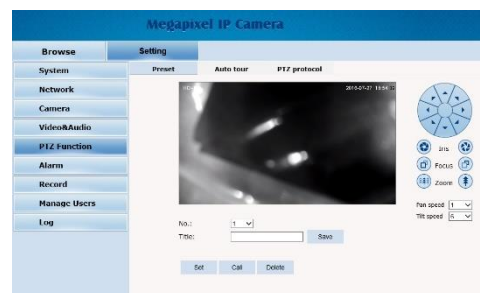 Megapixel IP Camera
Browse Setting
System Preset Auto tour PTZ protocol
Network
Camera
Video&Audio
PTZ Function
Alarm
Record
Manage Users
Log
Iris
Focus
Zoom
Pan speed 1
Tilt speed 6
No.: 1
Title: Save
Set Call Delete